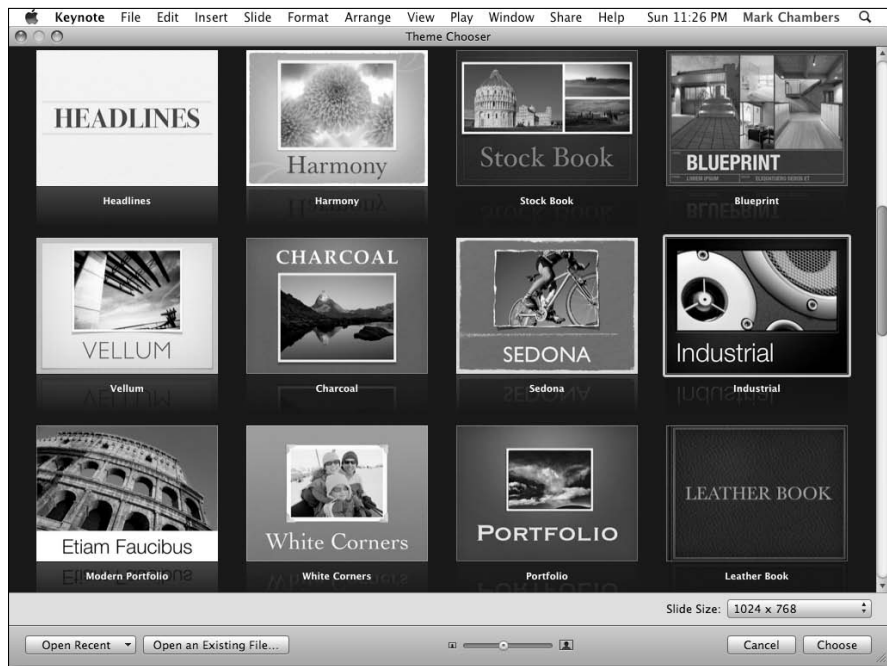 Keynote File Edit Insert Slide Format Arrange View Play Window Share Help Sun 11:26 PM Mark Chambers
Theme Chooser
HEADLINES
Harmony
Stock Book
BLUEPRINT
LOREM IPSUM
Headlines
Harmony
Stock Book
Blueprint
VELLUM
CHARCOAL
SEDONA
Industrial
Vellum
Charcoal
Sedona
Industrial
Etiam Faucibus
White Corners
PORTFOLIO
LEATHER BOOK
Modern Portfolio
White Corners
Portfolio
Leather Book
Slide Size: 1024 x 768
Open Recent Open an Existing File... Cancel Choose